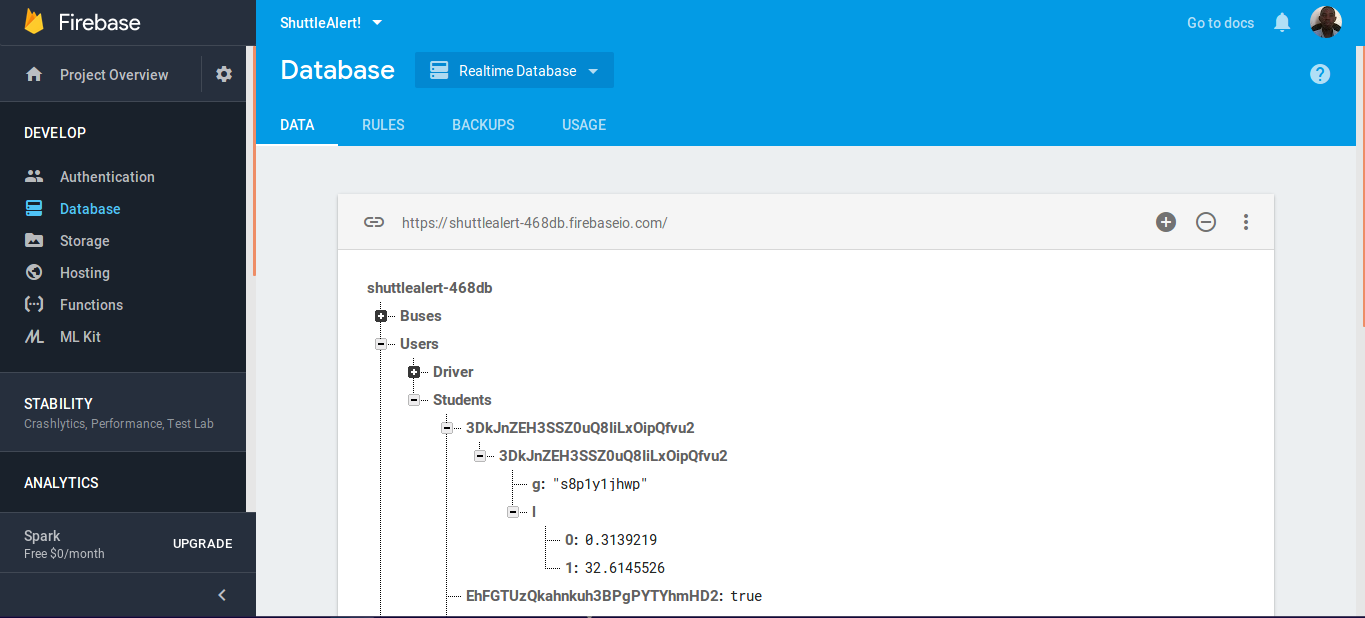 Firebase
ShuttleAlert!
Go to docs
Project Overview
Database
Realtime Database
DATA RULES BACKUPS USAGE
DEVELOP
Authentication
Database
Storage
Hosting
Functions
ML Kit
STABILITY
Crashlytics, Performance, Test Lab
ANALYTICS
Spark
Free $0/month
UPGRADE
https://shuttlealert-468db.firebaseio.com/
shuttlealert-468db
Buses
Users
Driver
Students
3DkJnZEH3SSZ0uQ8IiLxOipQfvu2
3DkJnZEH3SSZ0uQ8IiLxOipQfvu2
g: "s8p1y1jhwp"
l
0: 0.3139219
1: 32.6145526
EhFGTUzQkahnkuh3BPgPYTYhmHD2: true